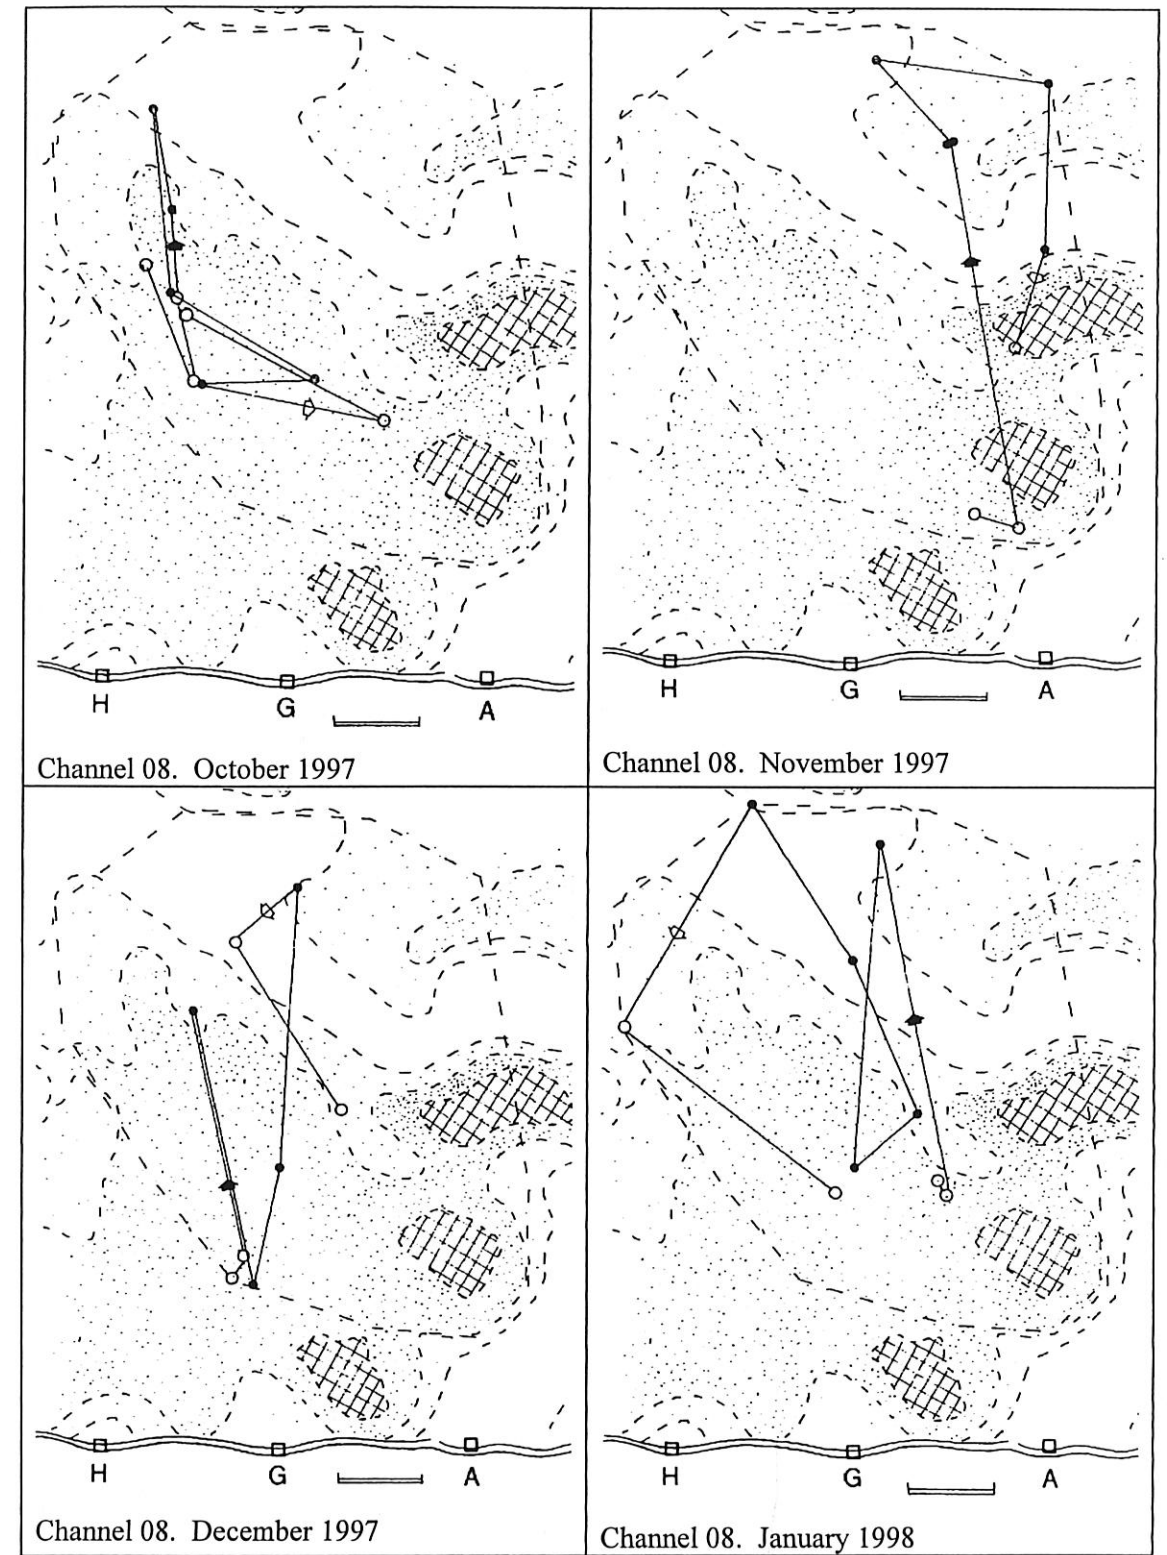 H
G
A
Channel 08. October 1997
H
G
A
Channel 08. November 1997
H
G
A
Channel 08. December 1997
H
G
A
Channel 08. January 1998